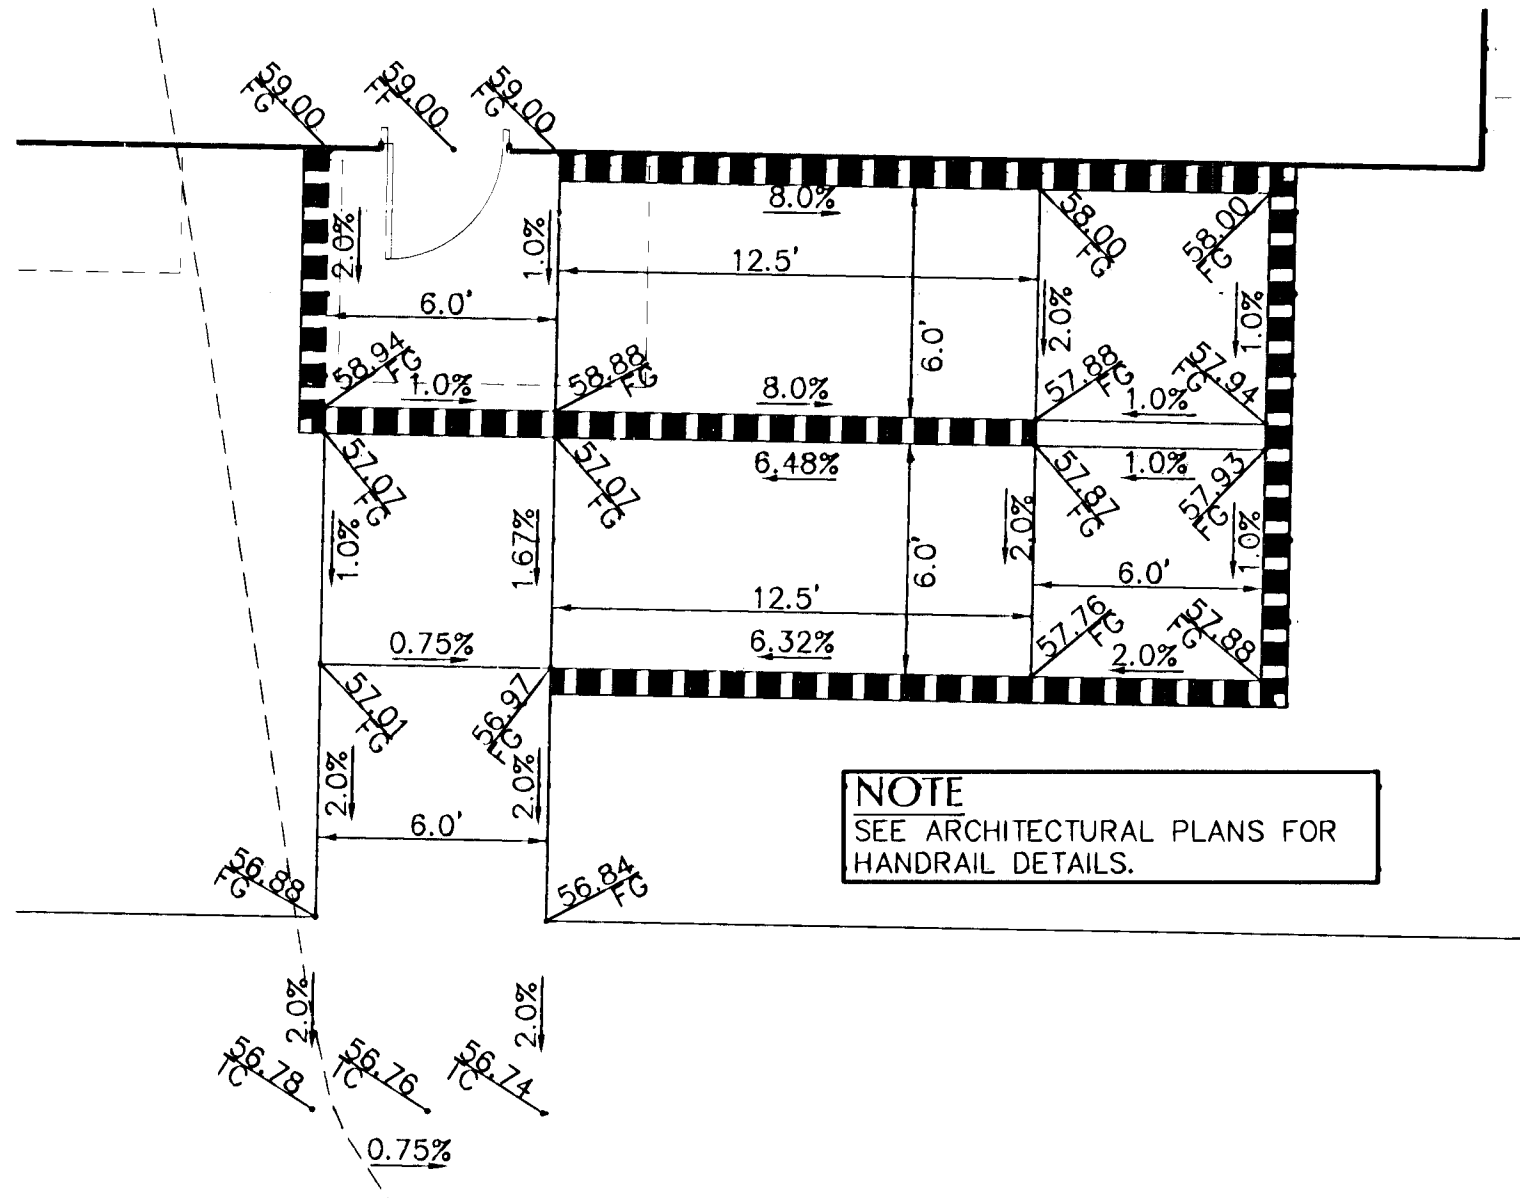 59.00
FG
59.00
FF
59.00
FG
8.0%
58.00
FG
58.00
FG
2.0%
1.0%
12.5'
6.0'
6.0'
2.0%
1.0%
58.94
FG
1.0%
58.88
FG
8.0%
57.88
FG
57.94
FG
1.0%
57.07
FG
57.07
FG
6.48%
57.87
FG
1.0%
57.93
FG
1.0%
1.67%
2.0%
1.0%
6.0'
6.0'
12.5'
0.75%
6.32%
57.76
FG
57.88
FG
2.0%
57.01
FG
56.97
FG
2.0%
2.0%
6.0'
NOTE
SEE ARCHITECTURAL PLANS FOR
HANDRAIL DETAILS.
56.88
FG
56.84
FG
2.0%
2.0%
56.78
TC
56.76
TC
56.74
TC
0.75%